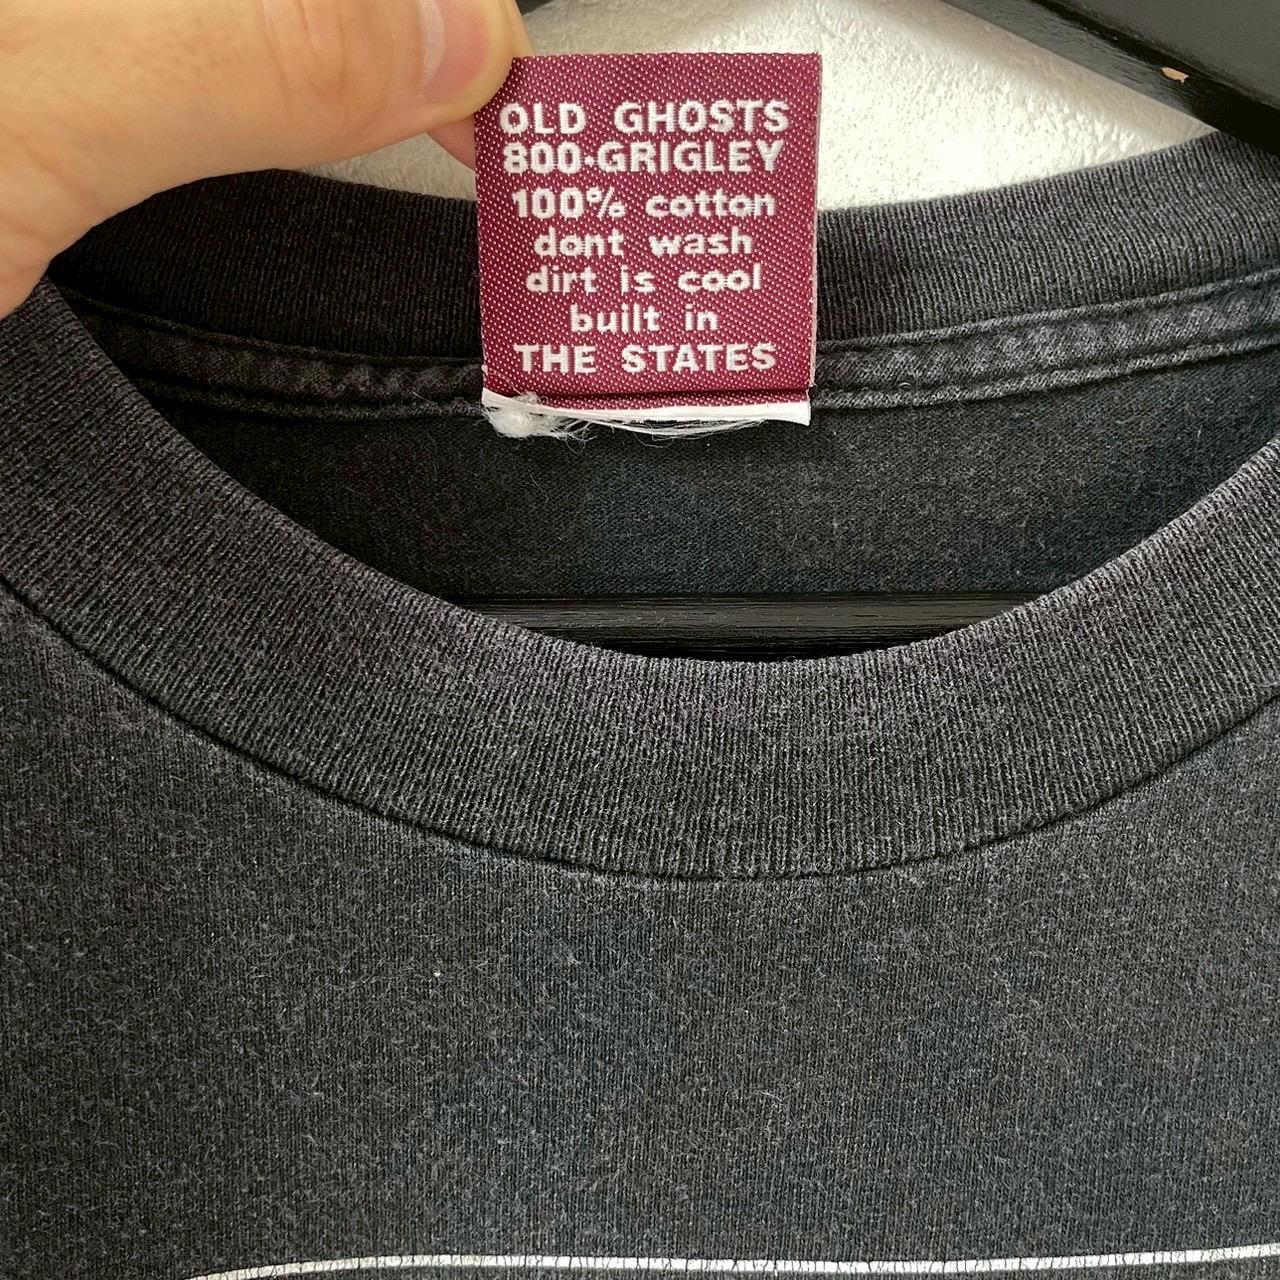 OLD GHOSTS
800·GRIGLEY
100% cotton
dont wash
dirt is cool
built in
THE STATES